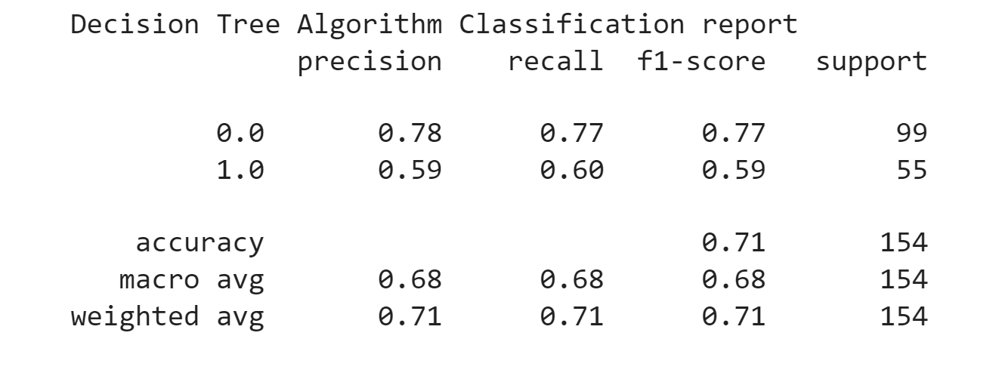 Decision Tree Algorithm Classification report
precision recall f1-score support
0.0 0.78 0.77 0.77 99
1.0 0.59 0.60 0.59 55
accuracy 0.71 154
macro avg 0.68 0.68 0.68 154
weighted avg 0.71 0.71 0.71 154